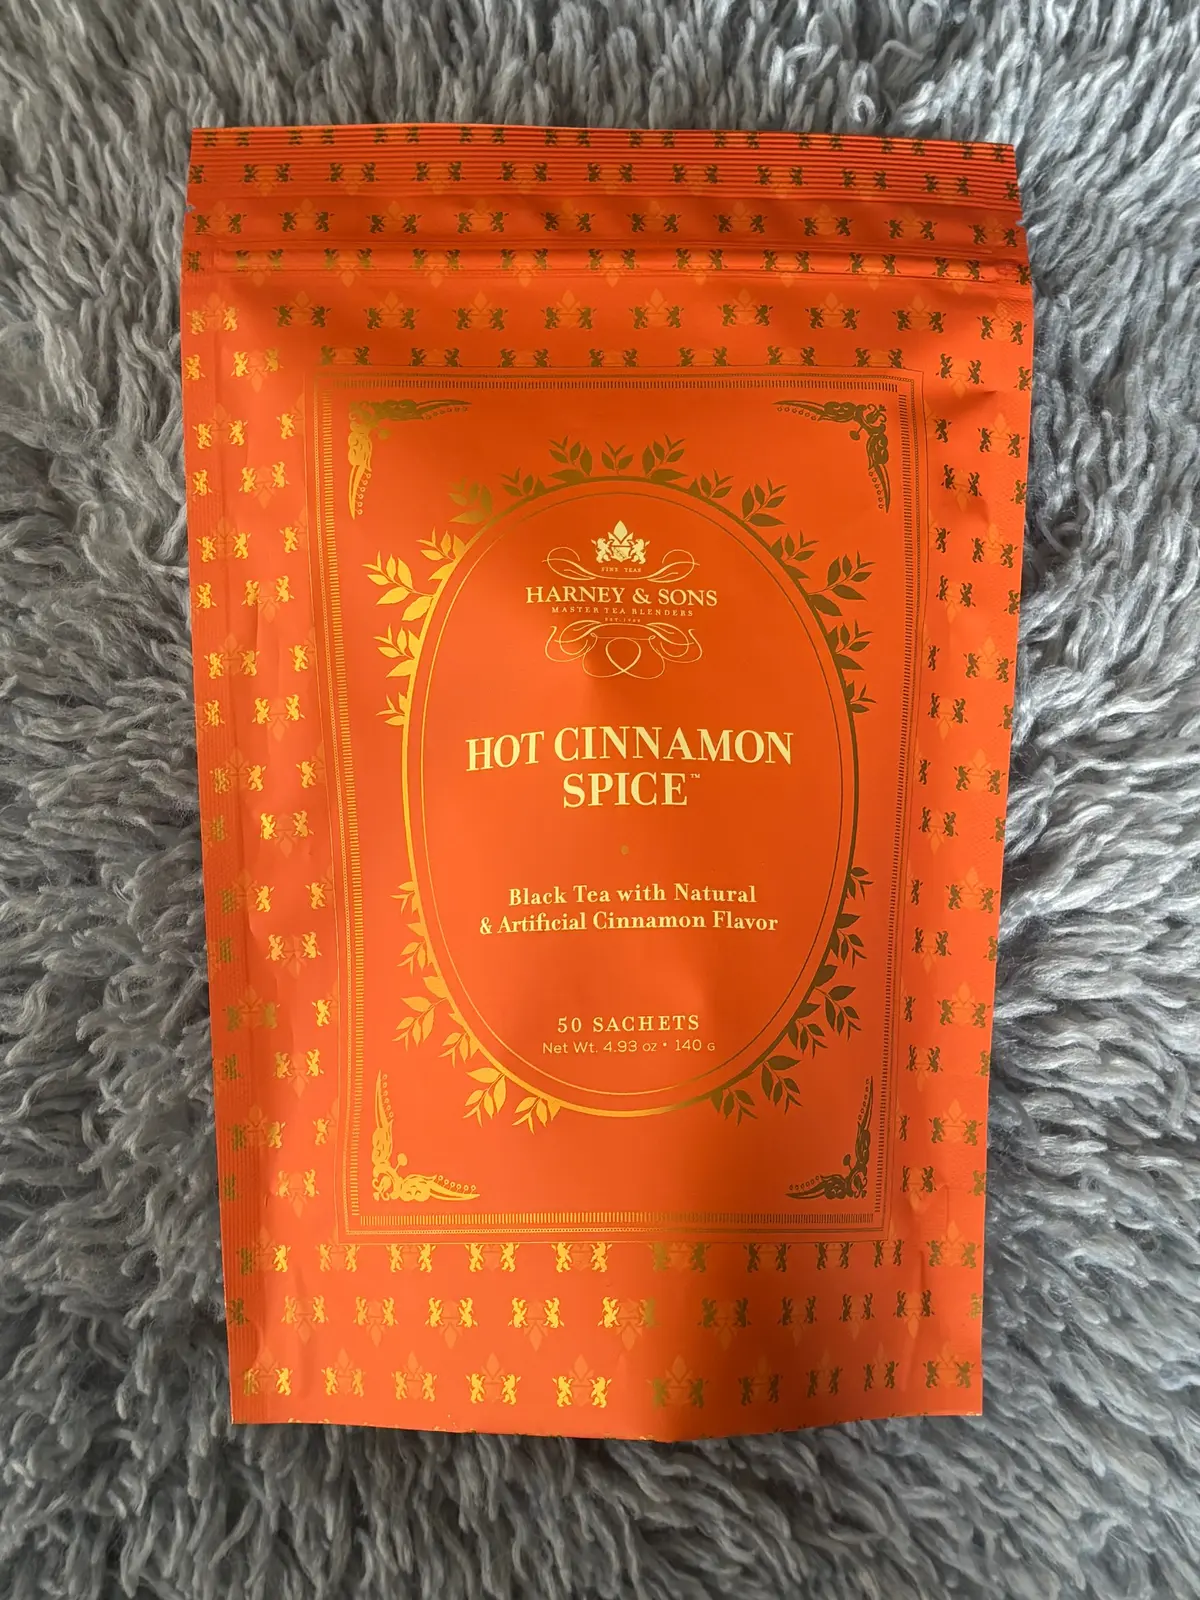 FINE TEAS
HARNEY & SONS
MASTER TEA BLENDERS
HOT CINNAMON
SPICE™
Black Tea with Natural
& Artificial Cinnamon Flavor
50 SACHETS
Net Wt. 4.93 oz • 140 G